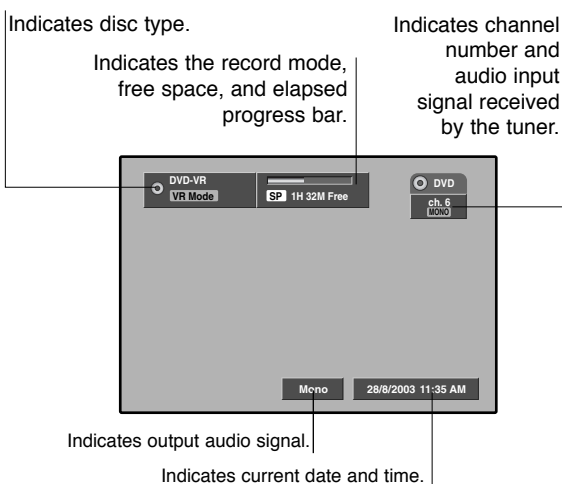 Indicates disc type.
Indicates the record mode,
free space, and elapsed
progress bar.
Indicates channel
number and
audio input
signal received
by the tuner.
DVD-VR
VR Mode
SP 1H 32M Free
DVD
ch. 6
MONO
Mono
28/8/2003 11:35 AM
Indicates output audio signal.
Indicates current date and time.